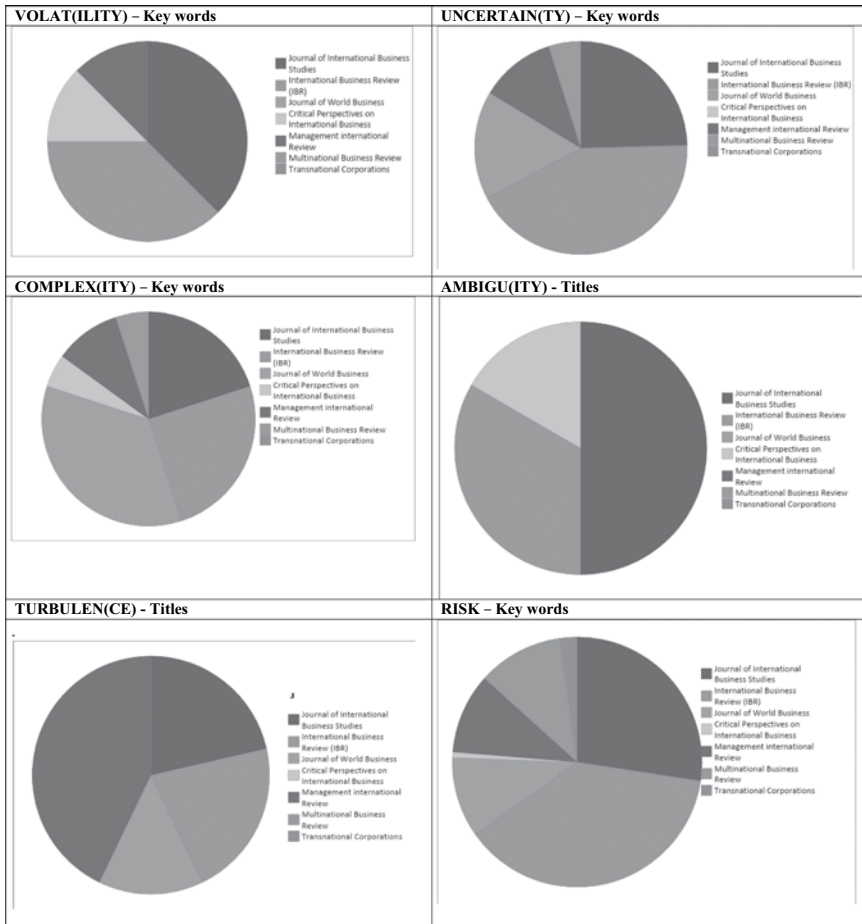 VOLAT(ILITY) – Key words
Journal of International Business
Studies
International Business Review
(IBR)
Journal of World Business
Critical Perspectives on
International Business
Management international
Review
Multinational Business Review
Transnational Corporations
UNCERTAIN(TY) – Key words
Journal of International Business
Studies
International Business Review (IBR)
Journal of World Business
Critical Perspectives on
International Business
Management international Review
Multinational Business Review
Transnational Corporations
COMPLEX(ITY) – Key words
Journal of International Business
Studies
International Business Review
(IBR)
Journal of World Business
Critical Perspectives on
International Business
Management international
Review
Multinational Business Review
Transnational Corporations
AMBIGU(ITY) - Titles
Journal of International
Business Studies
International Business Review
(IBR)
Journal of World Business
Critical Perspectives on
International Business
Management international
Review
Multinational Business Review
Transnational Corporations
TURBULEN(CE) - Titles
Journal of International
Business Studies
International Business
Review (IBR)
Journal of World Business
Critical Perspectives on
International Business
Management international
Review
Multinational Business
Review
Transnational Corporations
RISK – Key words
Journal of International
Business Studies
International Business
Review (IBR)
Journal of World Business
Critical Perspectives on
International Business
Management international
Review
Multinational Business
Review
Transnational Corporations